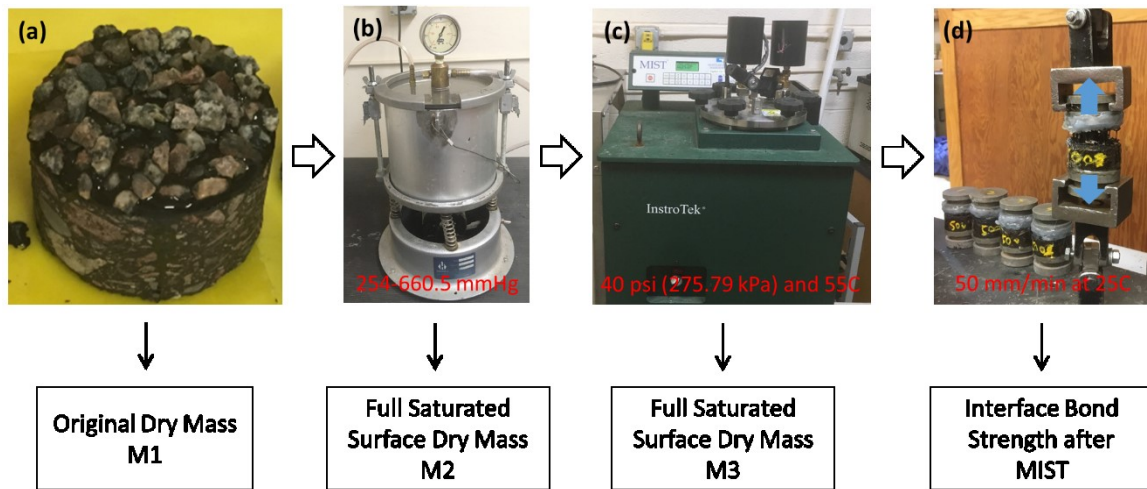 (a)
(b)
(c)
(d)
MIST
InstroTek®
254-660.5 mmHg
40 psi (275.79 kPa) and 55C
50 mm/min at 25C
504
Original Dry Mass
M1
Full Saturated
Surface Dry Mass
M2
Full Saturated
Surface Dry Mass
M3
Interface Bond
Strength after
MIST